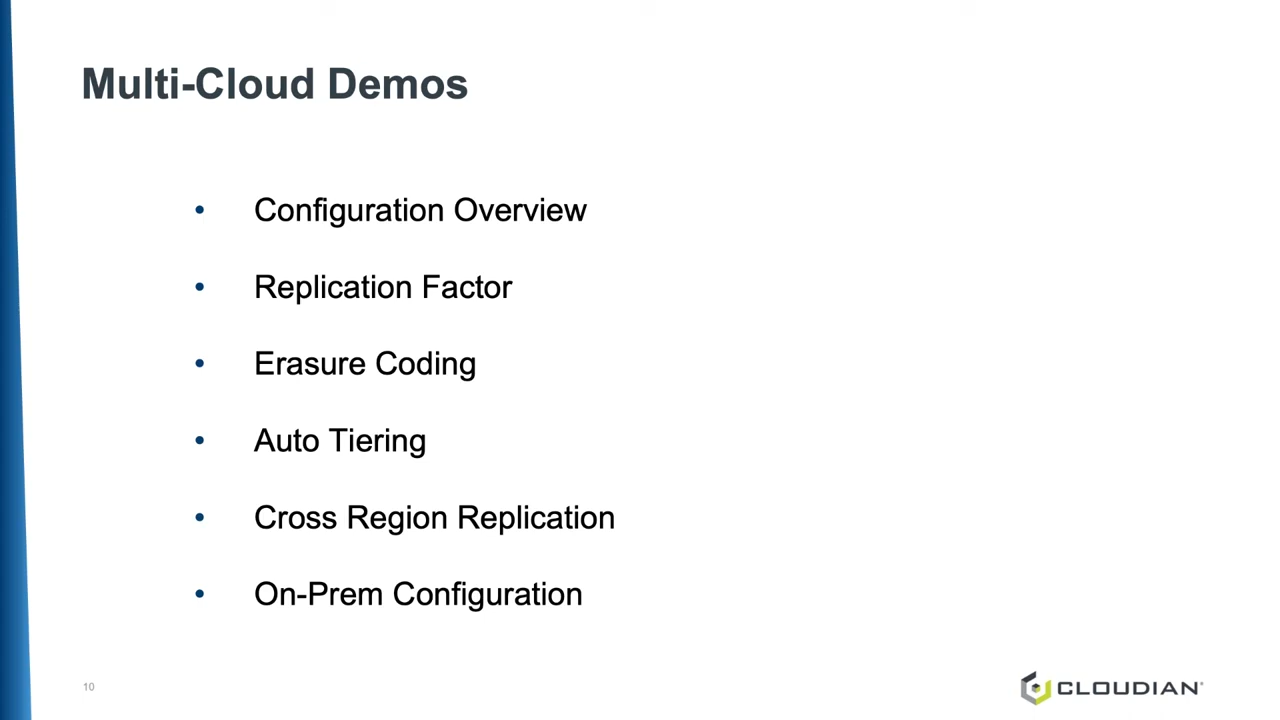 Multi-Cloud Demos
• Configuration Overview
• Replication Factor
• Erasure Coding
• Auto Tiering
• Cross Region Replication
• On-Prem Configuration
10
CLOUDIAN®